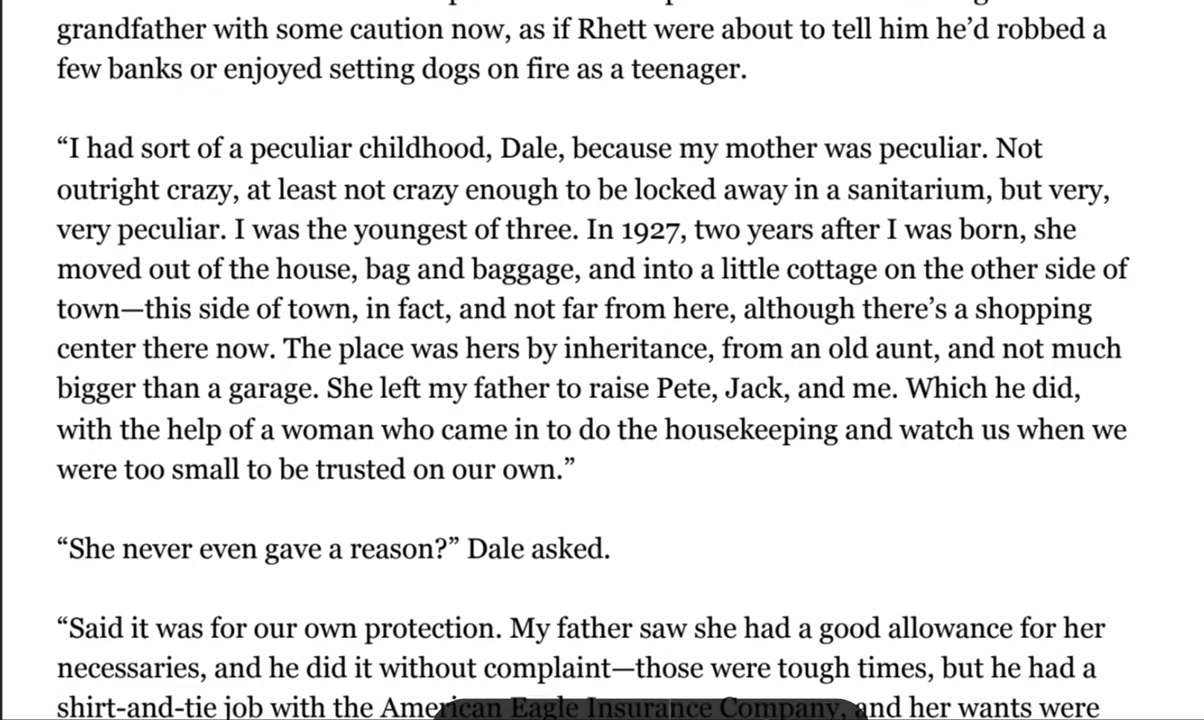 grandfather with some caution now, as if Rhett were about to tell him he’d robbed a
few banks or enjoyed setting dogs on fire as a teenager.
“I had sort of a peculiar childhood, Dale, because my mother was peculiar. Not
outright crazy, at least not crazy enough to be locked away in a sanitarium, but very,
very peculiar. I was the youngest of three. In 1927, two years after I was born, she
moved out of the house, bag and baggage, and into a little cottage on the other side of
town—this side of town, in fact, and not far from here, although there’s a shopping
center there now. The place was hers by inheritance, from an old aunt, and not much
bigger than a garage. She left my father to raise Pete, Jack, and me. Which he did,
with the help of a woman who came in to do the housekeeping and watch us when we
were too small to be trusted on our own.”
“She never even gave a reason?” Dale asked.
“Said it was for our own protection. My father saw she had a good allowance for her
necessaries, and he did it without complaint—those were tough times, but he had a
shirt-and-tie job with the American Eagle Insurance Company, and her wants were